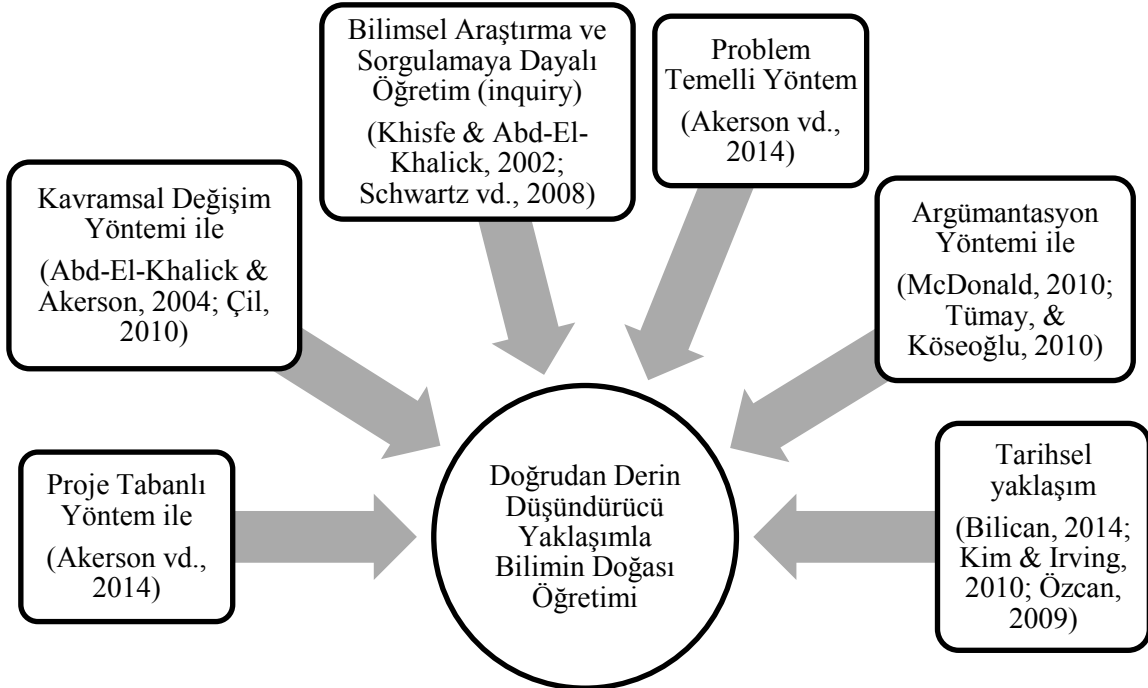 Bilimsel Araştırma ve
Sorgulamaya Dayalı
Öğretim (inquiry)
(Khisfe & Abd-El-
Khalick, 2002;
Schwartz vd., 2008)
Problem
Temelli Yöntem
(Akerson vd.,
2014)
Kavramsal Değişim
Yöntemi ile
(Abd-El-Khalick &
Akerson, 2004; Çil,
2010)
Argümantasyon
Yöntemi ile
(McDonald, 2010;
Tümay, &
Köseoğlu, 2010)
Proje Tabanlı
Yöntem ile
(Akerson vd.,
2014)
Doğrudan Derin
Düşündürücü
Yaklaşımla
Bilimin Doğası
Öğretimi
Tarihsel
yaklaşım
(Bilican, 2014;
Kim & Irving,
2010; Özcan,
2009)